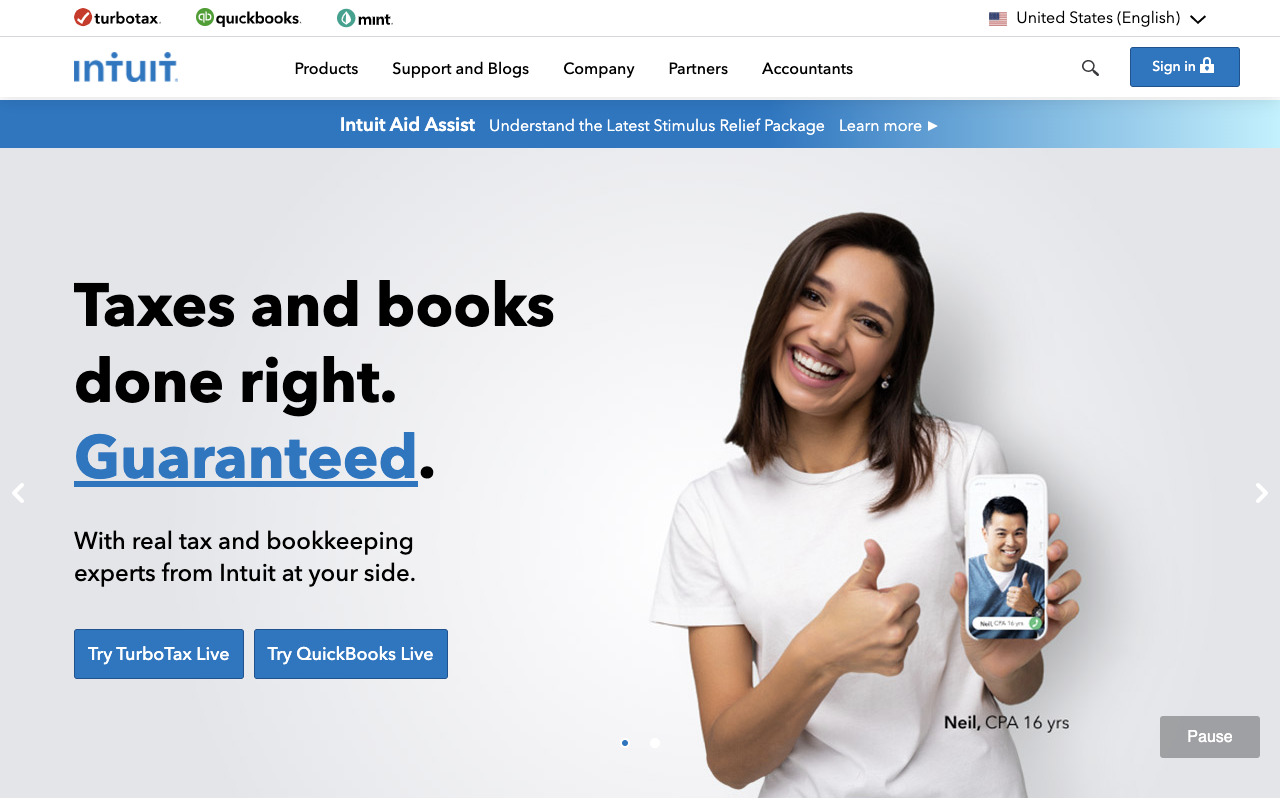 turbotax.
quickbooks.
mint.
United States (English)
INTUIT.
Products
Support and Blogs
Company
Partners
Accountants
Sign in
Intuit Aid Assist Understand the Latest Stimulus Relief Package Learn more ►
Taxes and books
done right.
Guaranteed.
With real tax and bookkeeping
experts from Intuit at your side.
Try TurboTax Live
Try QuickBooks Live
Neil, CPA 16 yrs
Neil, CPA 16 yrs
Pause